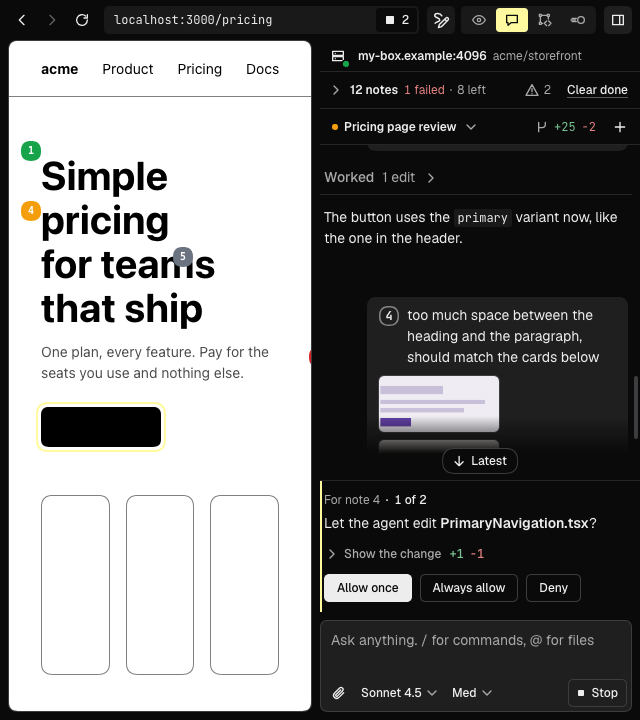 localhost:3000/pricing
2
acme Product Pricing Docs
1
4
5
Simple
pricing
for teams
that ship
One plan, every feature. Pay for the
seats you use and nothing else.
my-box.example:4096 acme/storefront
12 notes 1 failed · 8 left
2
Clear done
Pricing page review
+25 -2
Worked 1 edit
The button uses the primary variant now, like
the one in the header.
4
too much space between the
heading and the paragraph,
should match the cards below
Latest
For note 4 · 1 of 2
Let the agent edit PrimaryNavigation.tsx?
Show the change +1 -1
Allow once
Always allow
Deny
Ask anything. / for commands, @ for files
Sonnet 4.5
Med
Stop